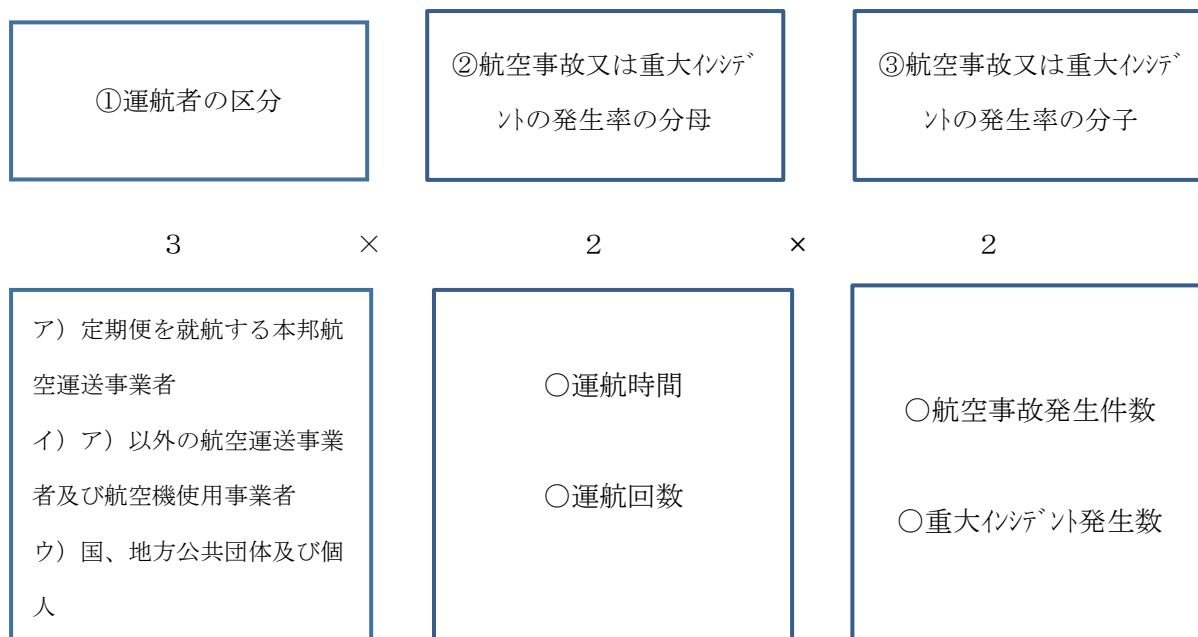 ①運航者の区分
②航空事故又は重大ｲﾝｼﾃﾞ
ﾝﾄの発生率の分母
③航空事故又は重大ｲﾝｼﾃﾞ
ﾝﾄの発生率の分子
３ × ２ × ２
ア）定期便を就航する本邦航
空運送事業者
イ）ア）以外の航空運送事業
者及び航空機使用事業者
ウ）国、地方公共団体及び個
人
○運航時間
○運航回数
○航空事故発生件数
○重大ｲﾝｼﾃﾞﾝﾄ発生数